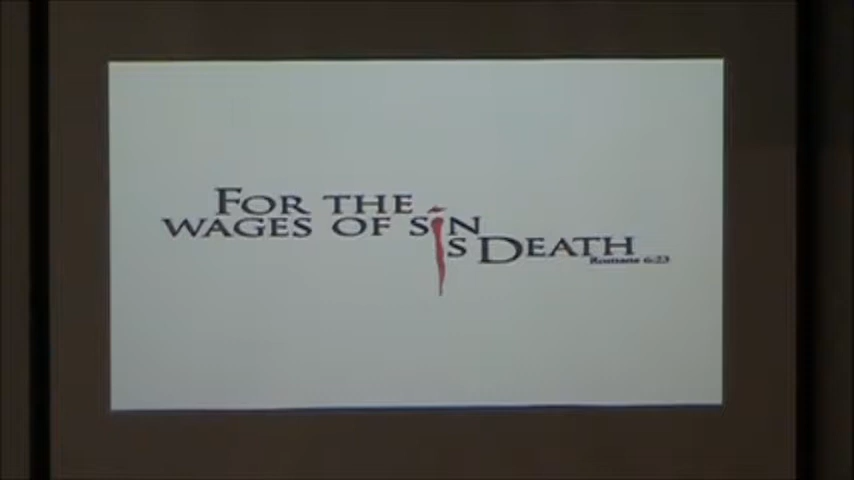 FOR THE
WAGES OF SiN
iS DEATH
Romans 6:23